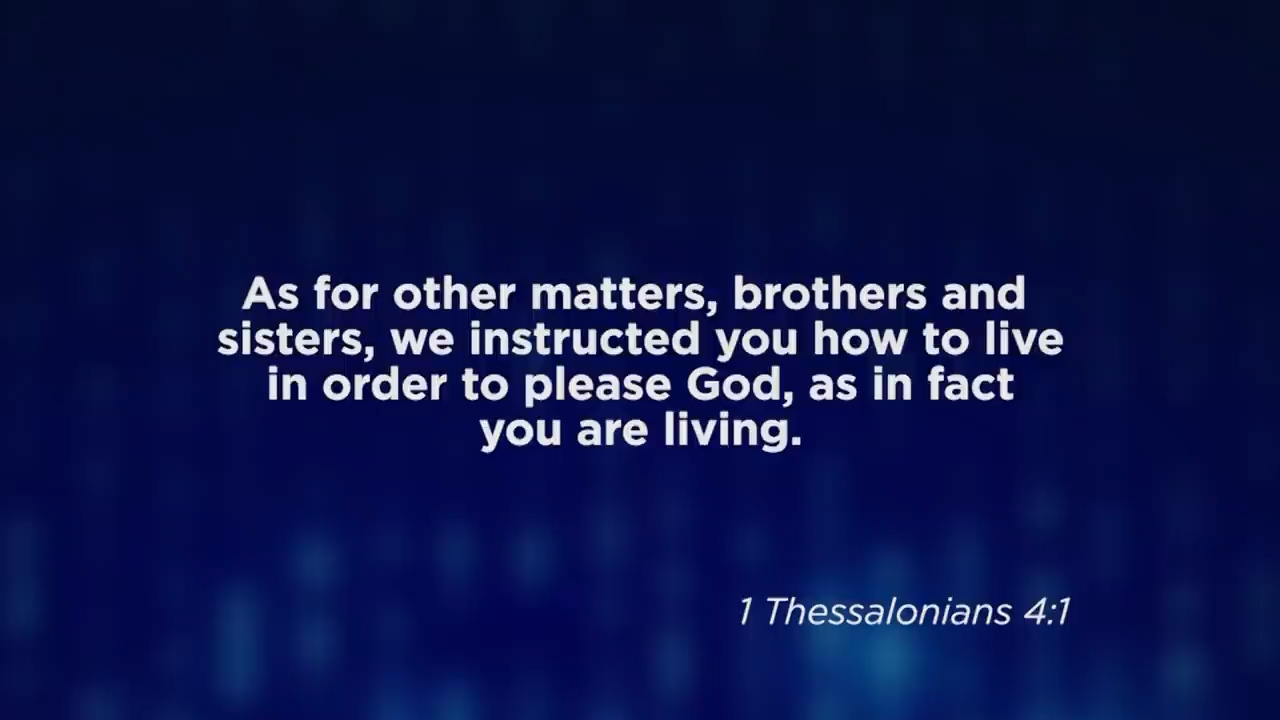 As for other matters, brothers and
sisters, we instructed you how to live
in order to please God, as in fact
you are living.
1 Thessalonians 4:1